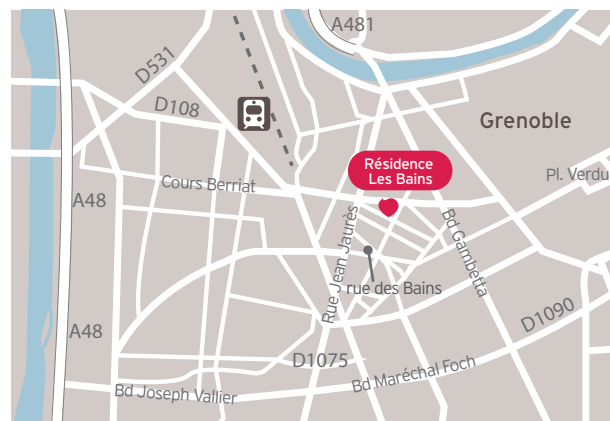 A481
D531
D108
Grenoble
Résidence
Les Bains
Pl. Verdu
Cours Berriat
A48
Rue Jean Jaurès
Bd Gambetta
rue des Bains
D1090
A48
D1075
Bd Maréchal Foch
Bd Joseph Vallier